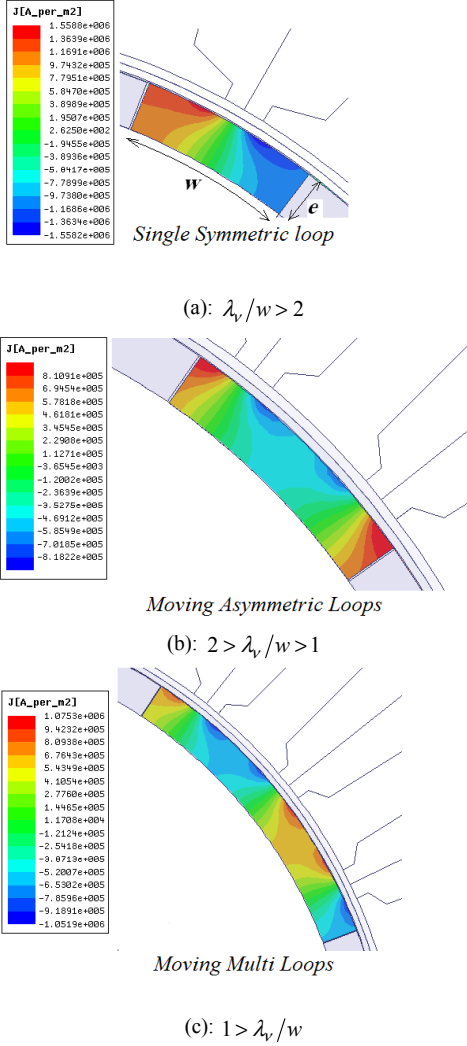 J[A_per_m2]
1.5588e+006
1.3639e+006
1.1691e+006
9.7432e+005
7.7951e+005
5.8470e+005
3.8989e+005
1.9507e+005
2.6250e+002
-1.9455e+005
-3.8936e+005
-5.8417e+005
-7.7899e+005
-9.7380e+005
-1.1686e+006
-1.3634e+006
-1.5582e+006
w
e
Single Symmetric loop
(a): λν/w > 2
J[A_per_m2]
8.1091e+005
6.9454e+005
5.7818e+005
4.6181e+005
3.4545e+005
2.2908e+005
1.1271e+005
-3.6545e+003
-1.2002e+005
-2.3639e+005
-3.5275e+005
-4.6912e+005
-5.8549e+005
-7.0185e+005
-8.1822e+005
Moving Asymmetric Loops
(b): 2 > λν/w > 1
J[A_per_m2]
1.0753e+006
9.4232e+005
8.0938e+005
6.7643e+005
5.4349e+005
4.1054e+005
2.7760e+005
1.4465e+005
1.1708e+004
-1.2124e+005
-2.5418e+005
-3.8713e+005
-5.2007e+005
-6.5302e+005
-7.8596e+005
-9.1891e+005
-1.0519e+006
Moving Multi Loops
(c): 1 > λν/w